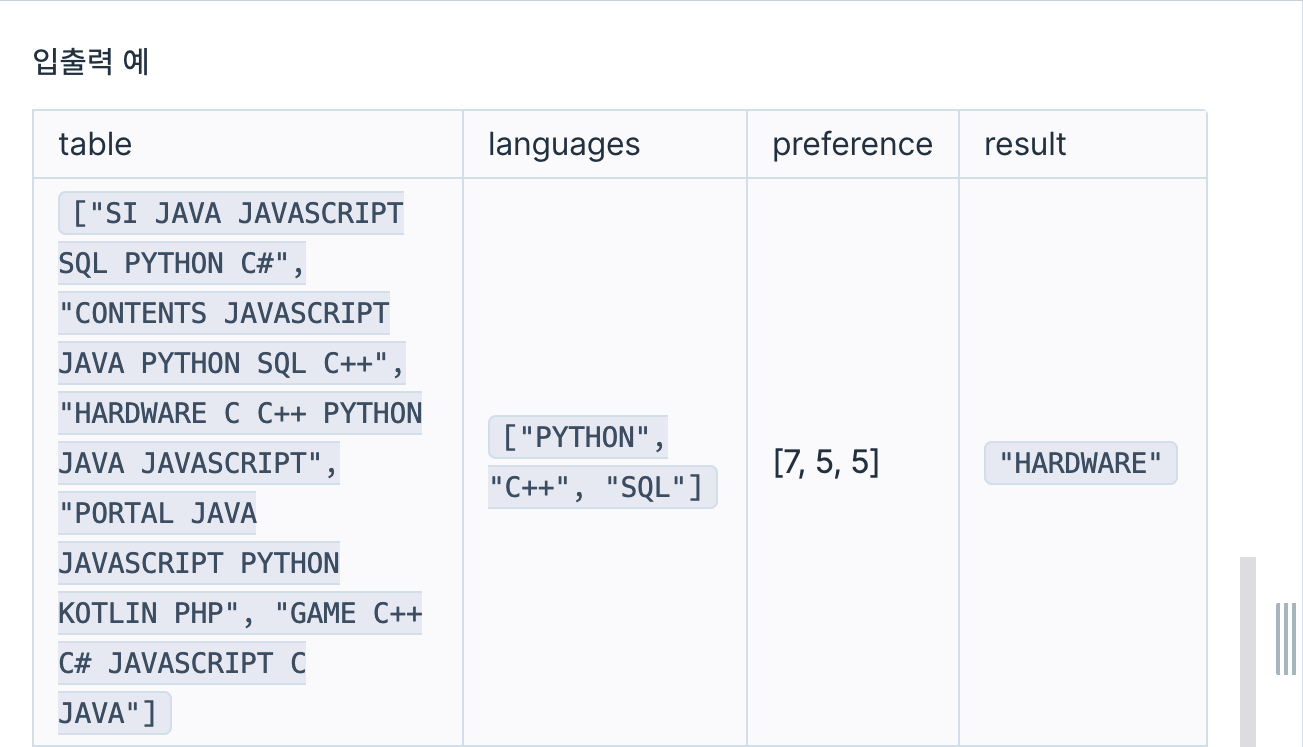 입출력 예
table
languages
preference
result
["SI JAVA JAVASCRIPT
SQL PYTHON C#",
"CONTENTS JAVASCRIPT
JAVA PYTHON SQL C++",
"HARDWARE C C++ PYTHON
JAVA JAVASCRIPT",
"PORTAL JAVA
JAVASCRIPT PYTHON
KOTLIN PHP", "GAME C++
C# JAVASCRIPT C
JAVA"]
["PYTHON",
"C++", "SQL"]
[7, 5, 5]
"HARDWARE"